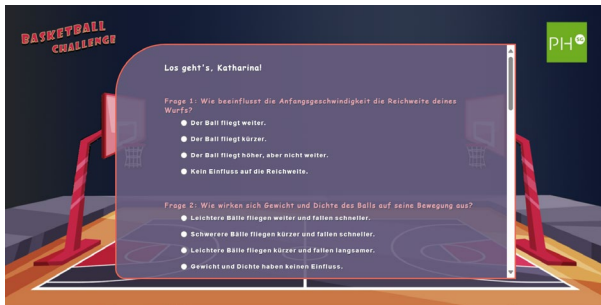 BASKETBALL
CHALLENGE
PH SG
Los geht's, Katharina!
Frage 1: Wie beeinflusst die Anfangsgeschwindigkeit die Reichweite deines
Wurfs?
Der Ball fliegt weiter.
Der Ball fliegt kürzer.
Der Ball fliegt höher, aber nicht weiter.
Kein Einfluss auf die Reichweite.
Frage 2: Wie wirken sich Gewicht und Dichte des Balls auf seine Bewegung aus?
Leichtere Bälle fliegen weiter und fallen schneller.
Schwerere Bälle fliegen kürzer und fallen schneller.
Leichtere Bälle fliegen kürzer und fallen langsamer.
Gewicht und Dichte haben keinen Einfluss.